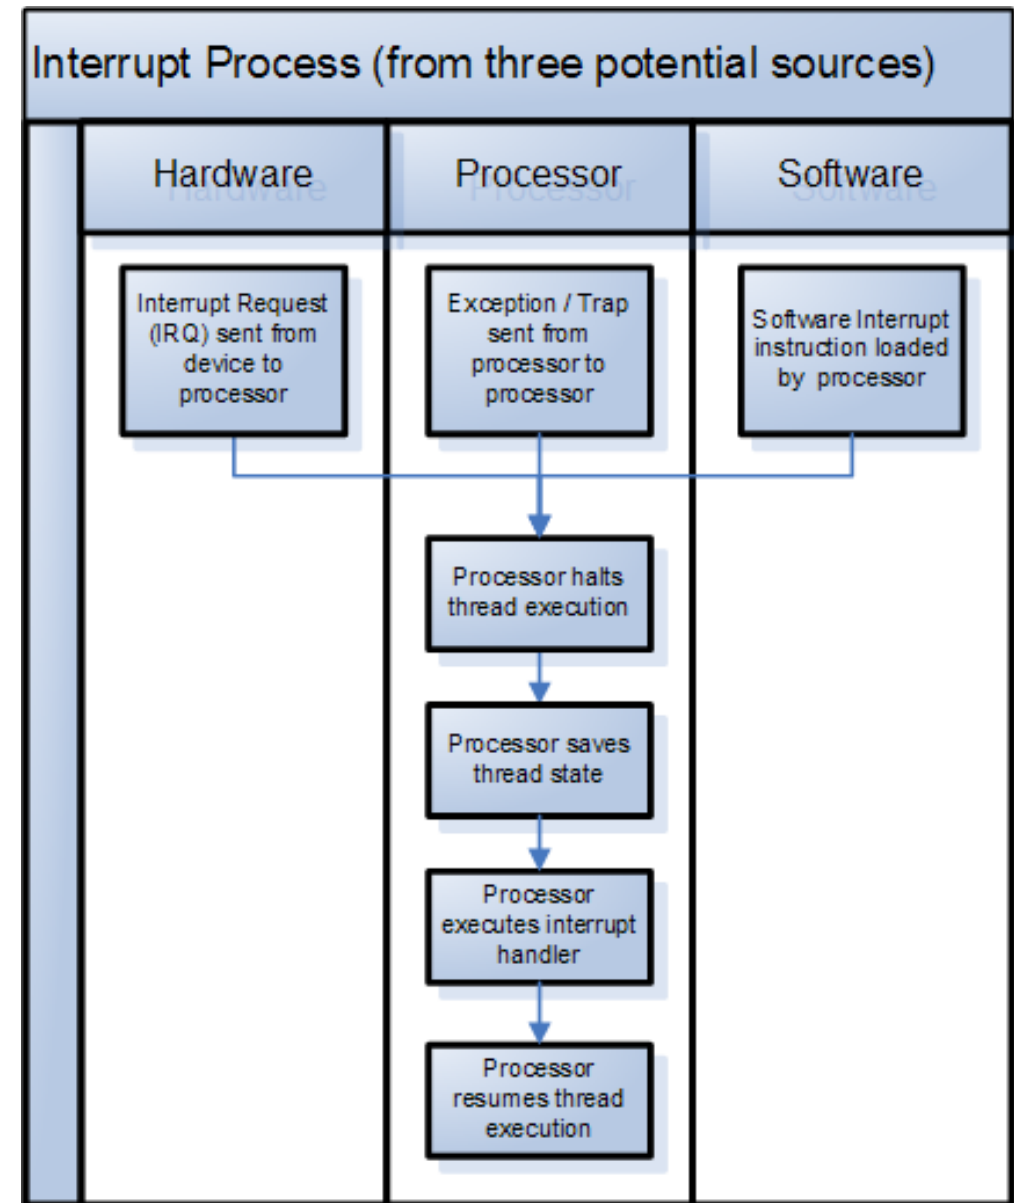 Interrupt Process (from three potential sources)
Hardware
Processor
Software
Interrupt Request
(IRQ) sent from
device to
processor
Exception / Trap
sent from
processor to
processor
Software Interrupt
instruction loaded
by processor
Processor halts
thread execution
Processor saves
thread state
Processor
executes interrupt
handler
Processor
resumes thread
execution